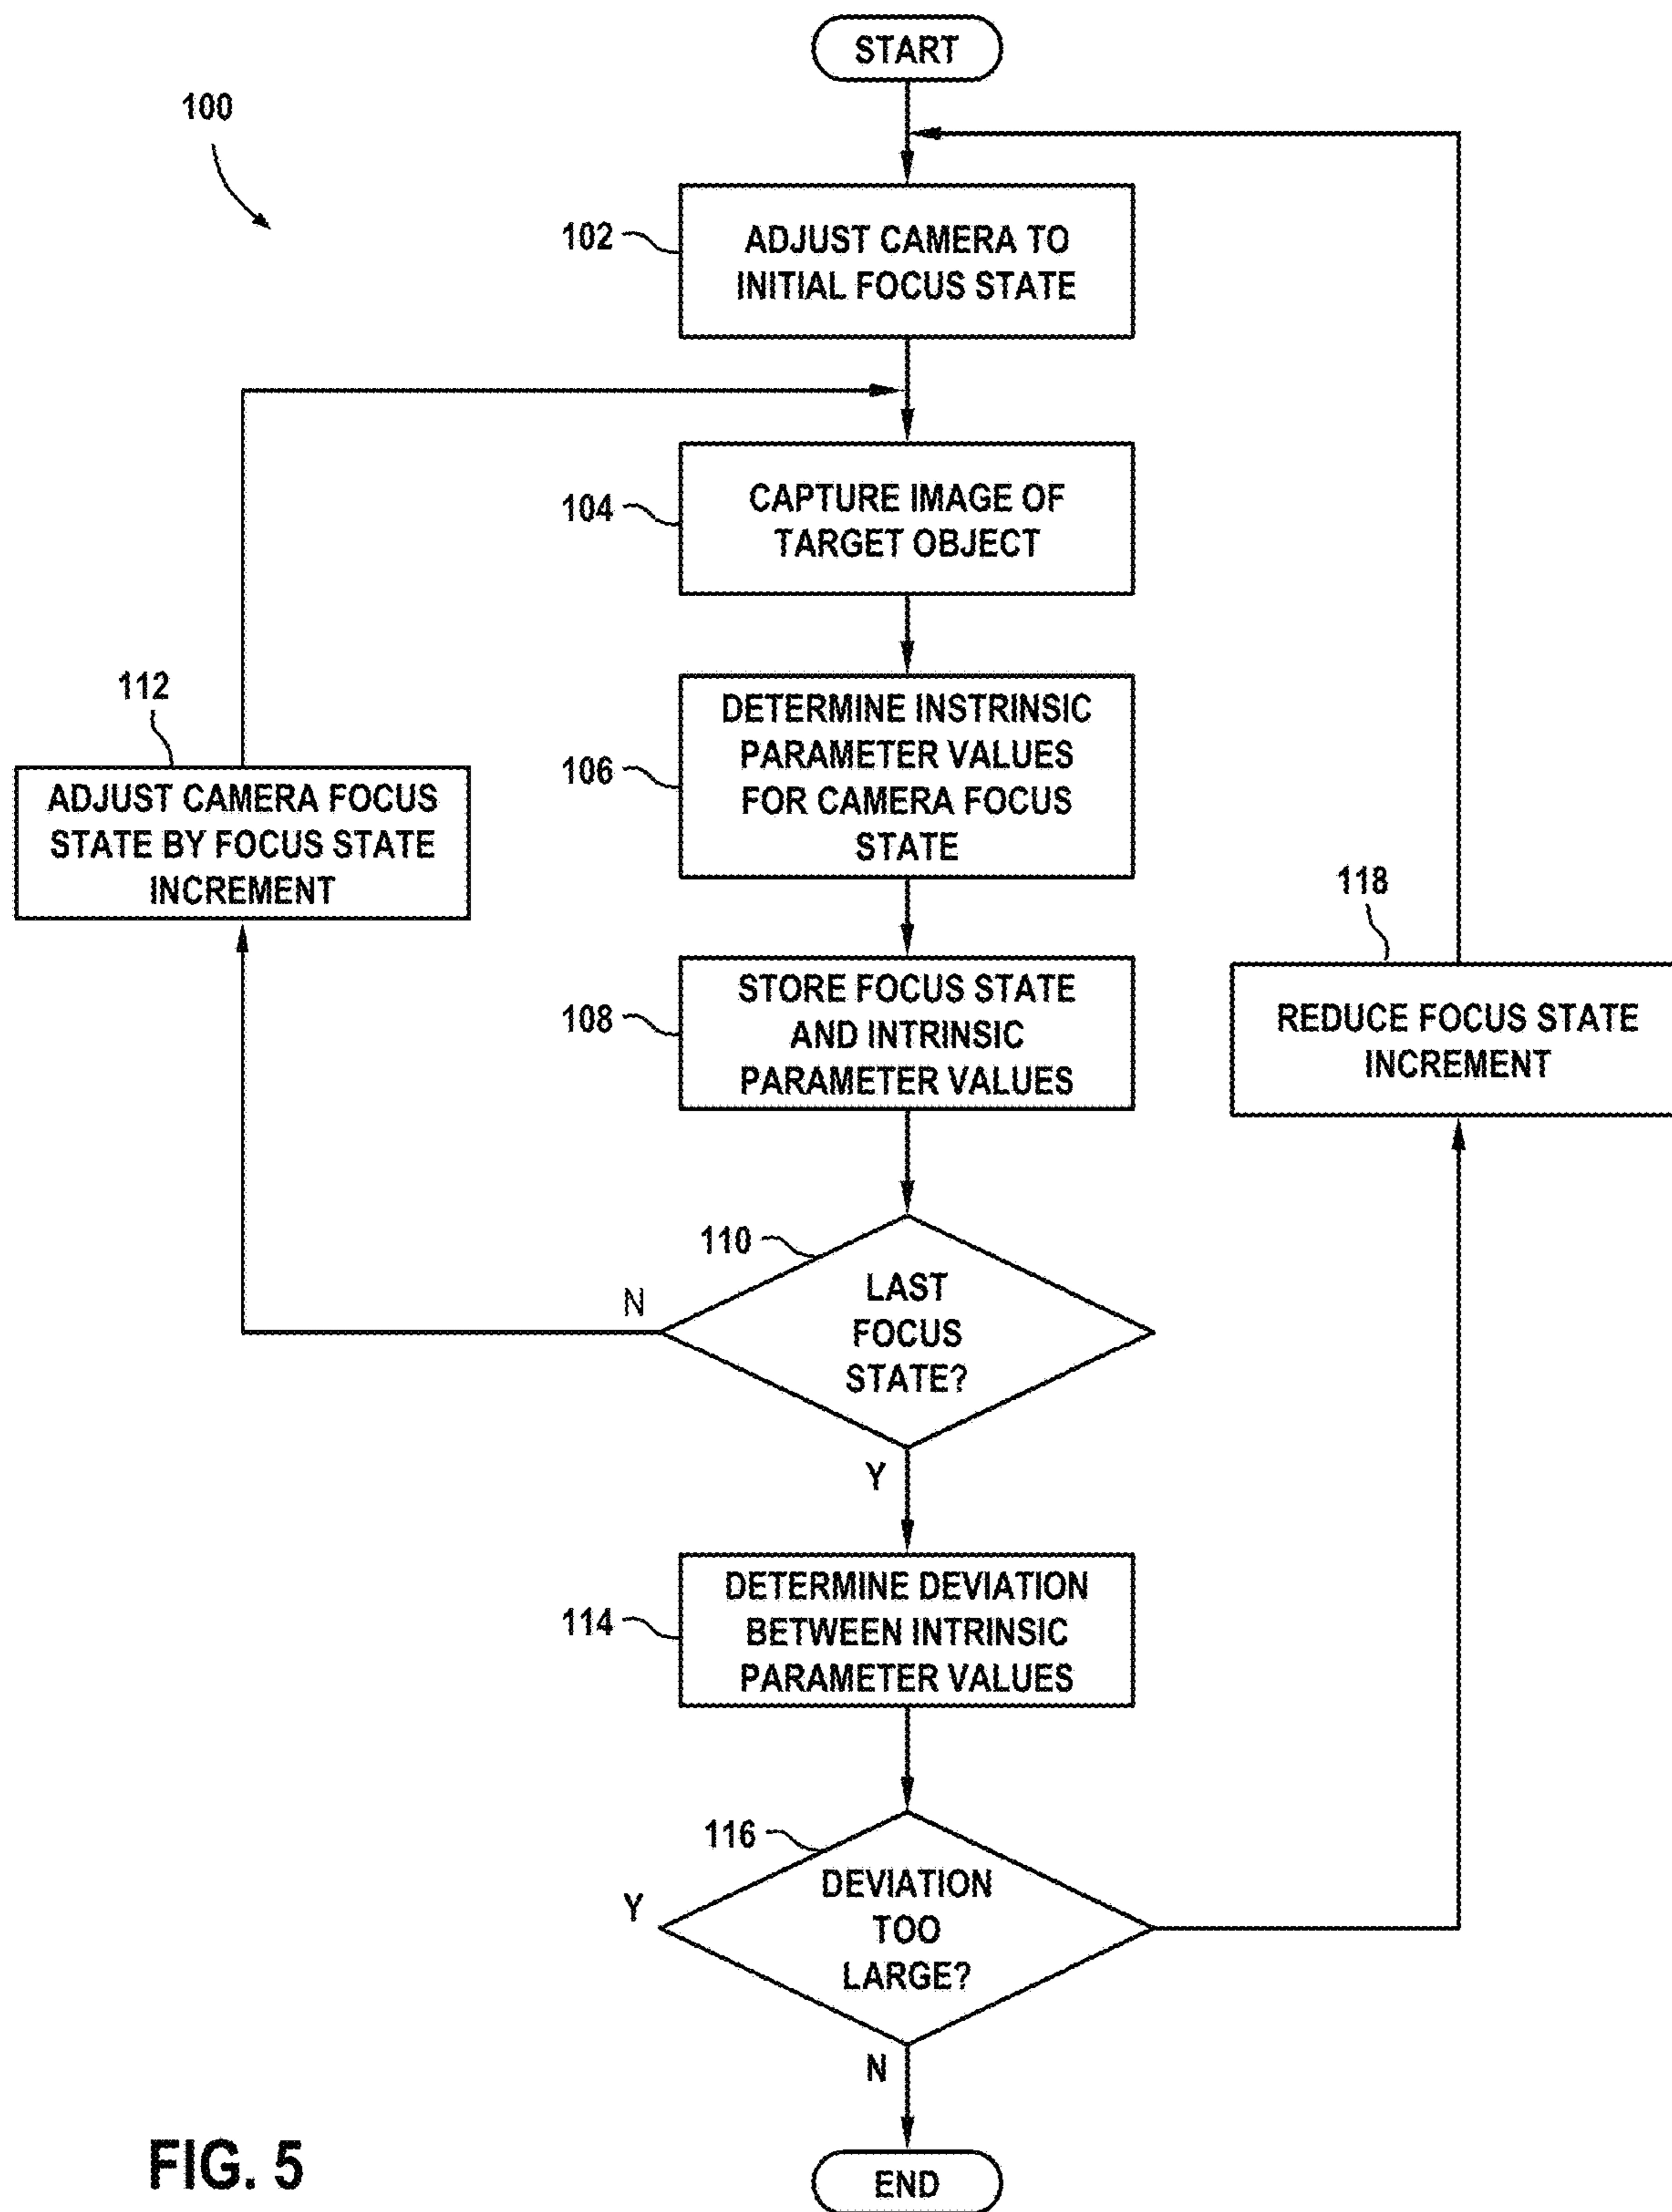 START
100
102
ADJUST CAMERA TO
INITIAL FOCUS STATE
104
CAPTURE IMAGE OF
TARGET OBJECT
112
ADJUST CAMERA FOCUS
STATE BY FOCUS STATE
INCREMENT
106
DETERMINE INSTRINSIC
PARAMETER VALUES
FOR CAMERA FOCUS
STATE
118
REDUCE FOCUS STATE
INCREMENT
108
STORE FOCUS STATE
AND INTRINSIC
PARAMETER VALUES
110
N
LAST
FOCUS
STATE?
Y
114
DETERMINE DEVIATION
BETWEEN INTRINSIC
PARAMETER VALUES
116
Y
DEVIATION
TOO
LARGE?
N
END
FIG. 5